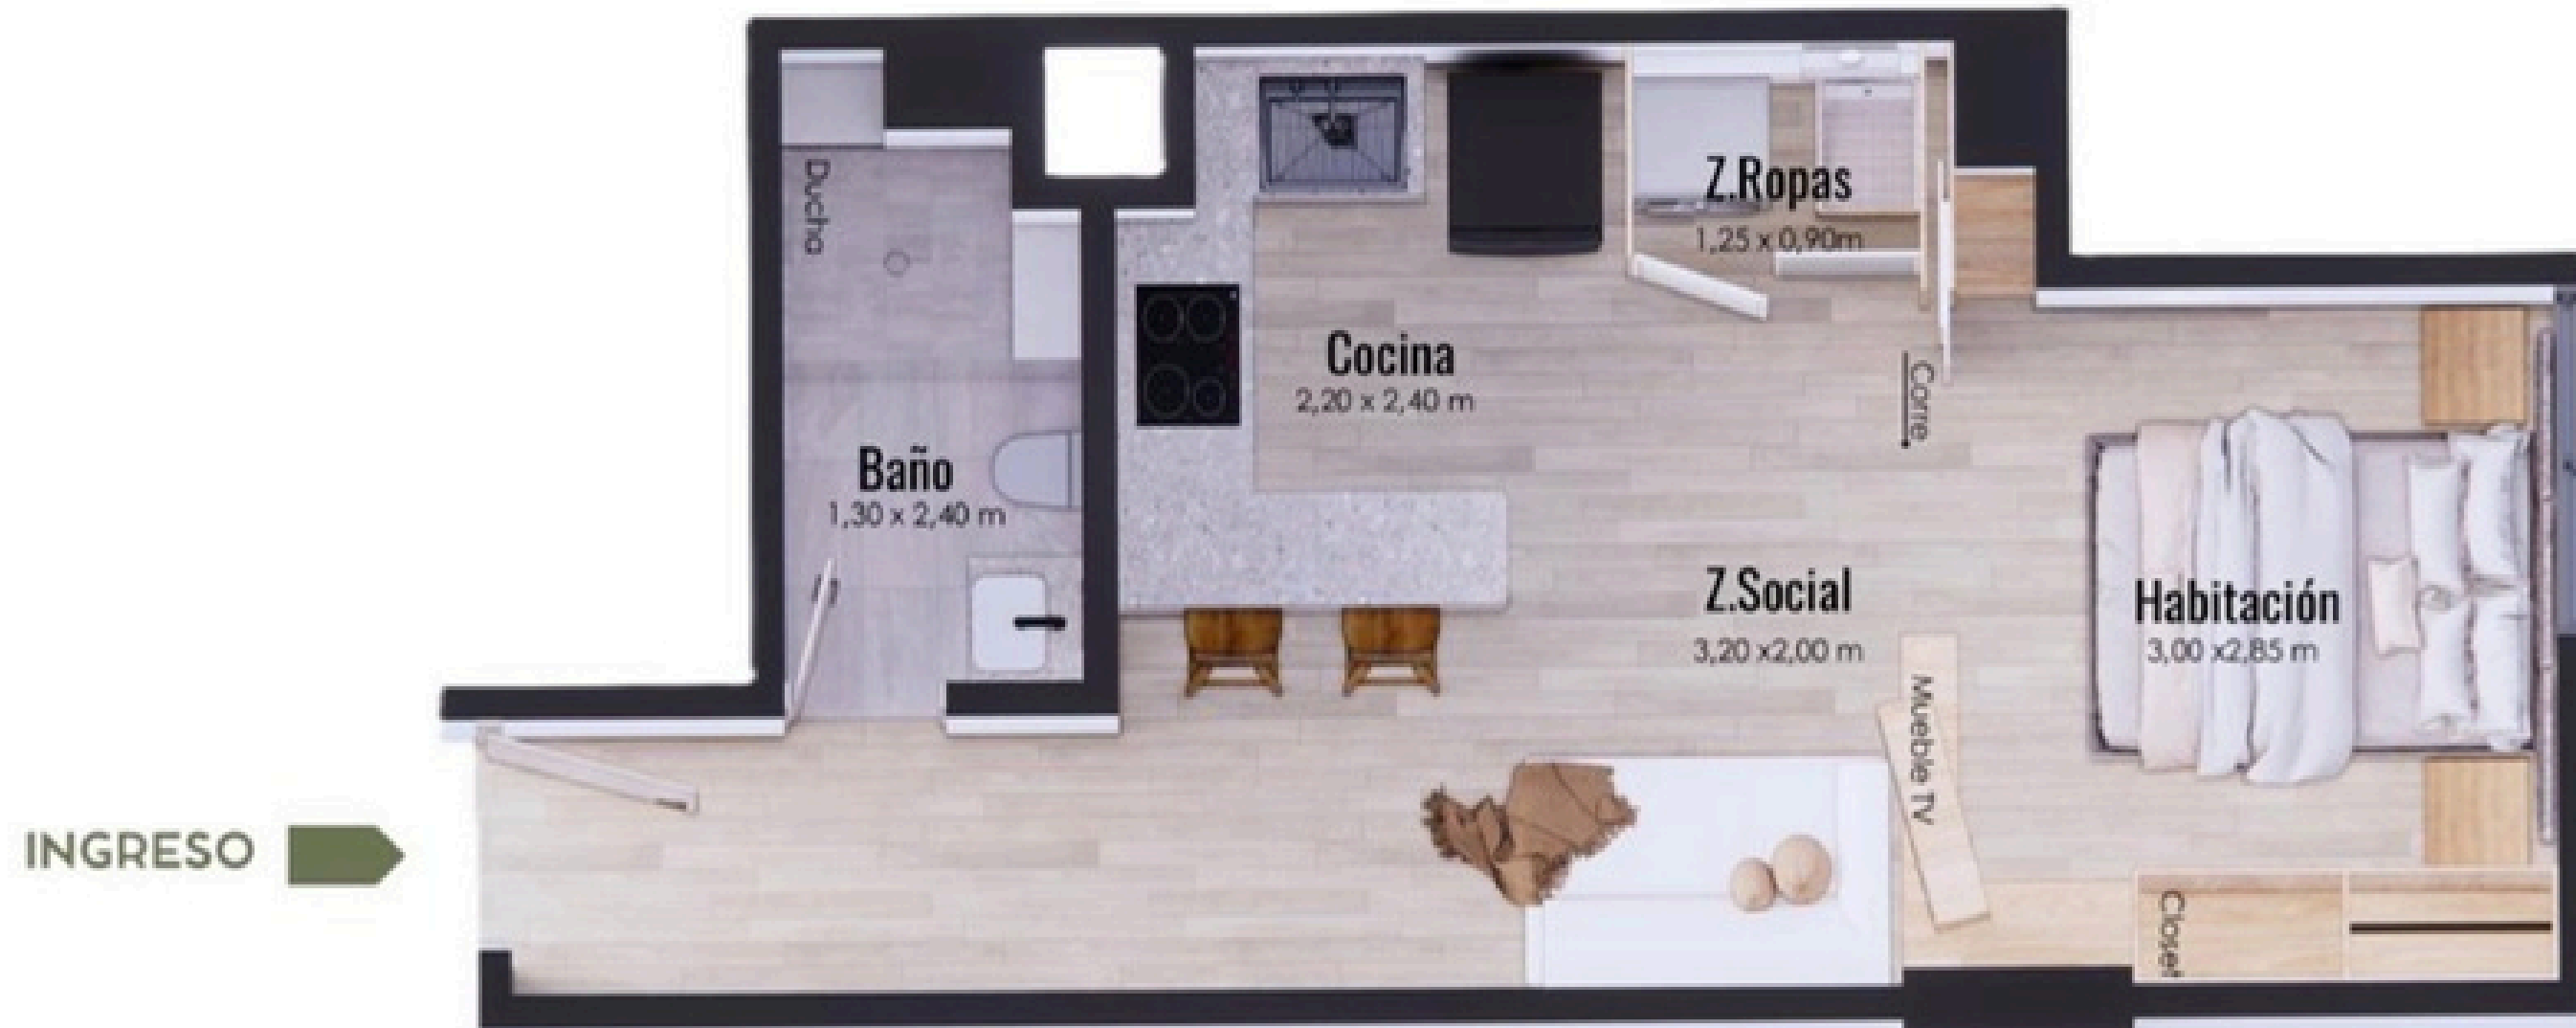 Ducha
Z.Ropas
1,25 x 0,90m
Cocina
2,20 x 2,40 m
Corre
Baño
1,30 x 2,40 m
Z.Social
3,20 x2,00 m
Habitación
3,00 x2,85 m
Mueble TV
INGRESO
Closet